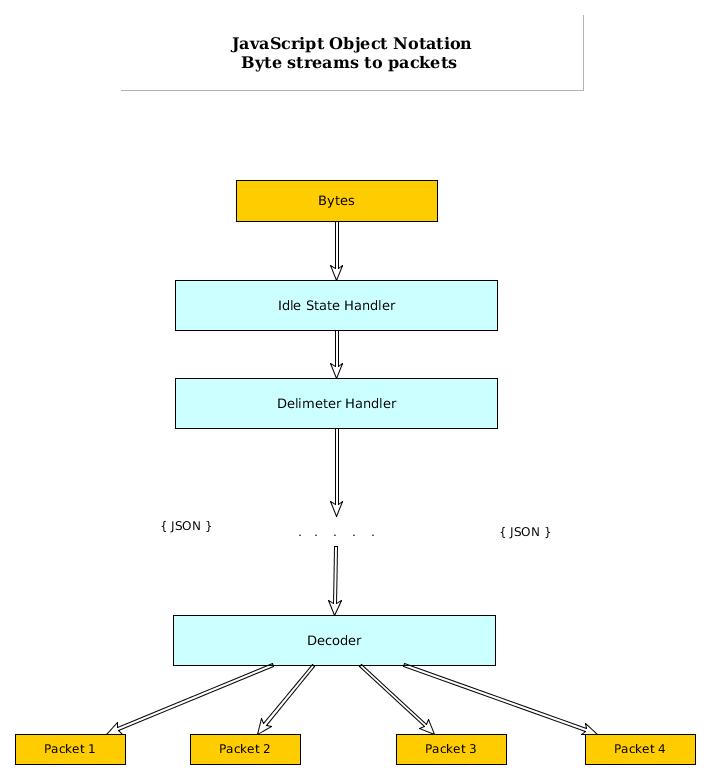 JavaScript Object Notation
Byte streams to packets
Bytes
Idle State Handler
Delimeter Handler
{ JSON } . . . . . { JSON }
Decoder
Packet 1 Packet 2 Packet 3 Packet 4